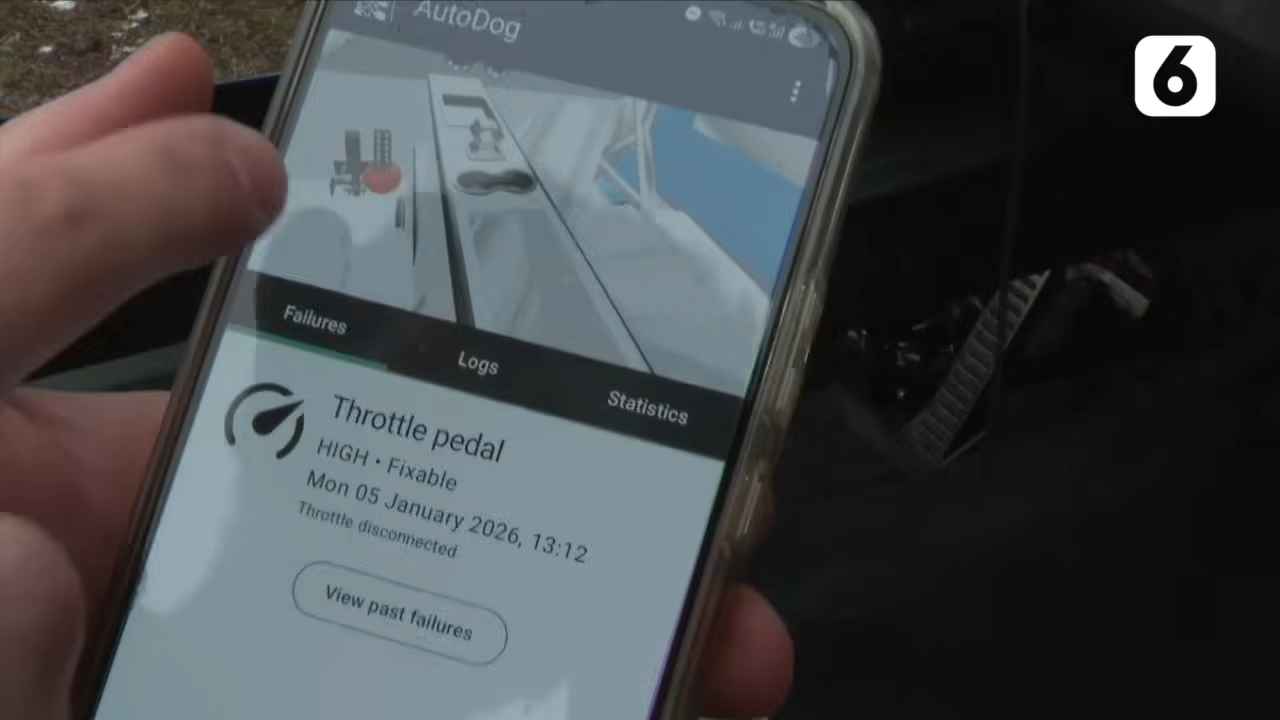 AutoDog
6
Failures
Logs
Statistics
Throttle pedal
HIGH • Fixable
Mon 05 January 2026, 13:12
Throttle disconnected
View past failures